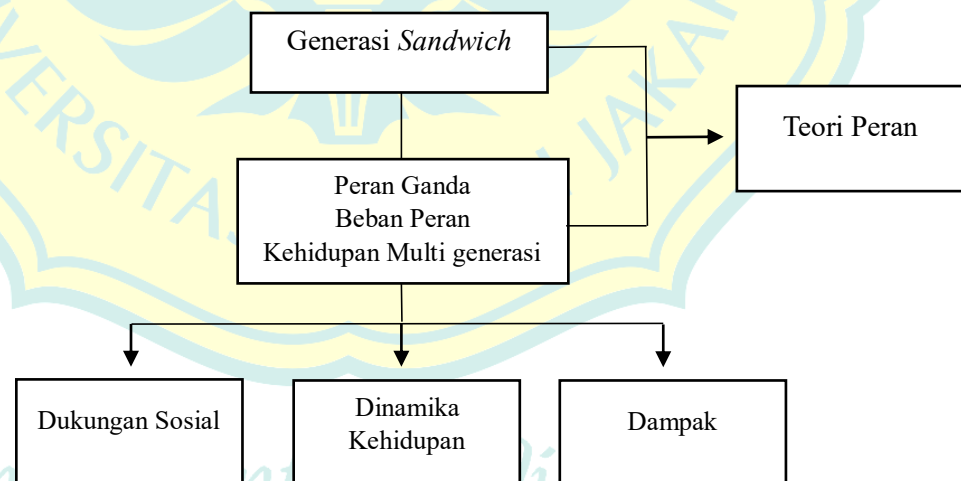 Generasi Sandwich
Teori Peran
Peran Ganda
Beban Peran
Kehidupan Multi generasi
Dukungan Sosial
Dinamika
Kehidupan
Dampak